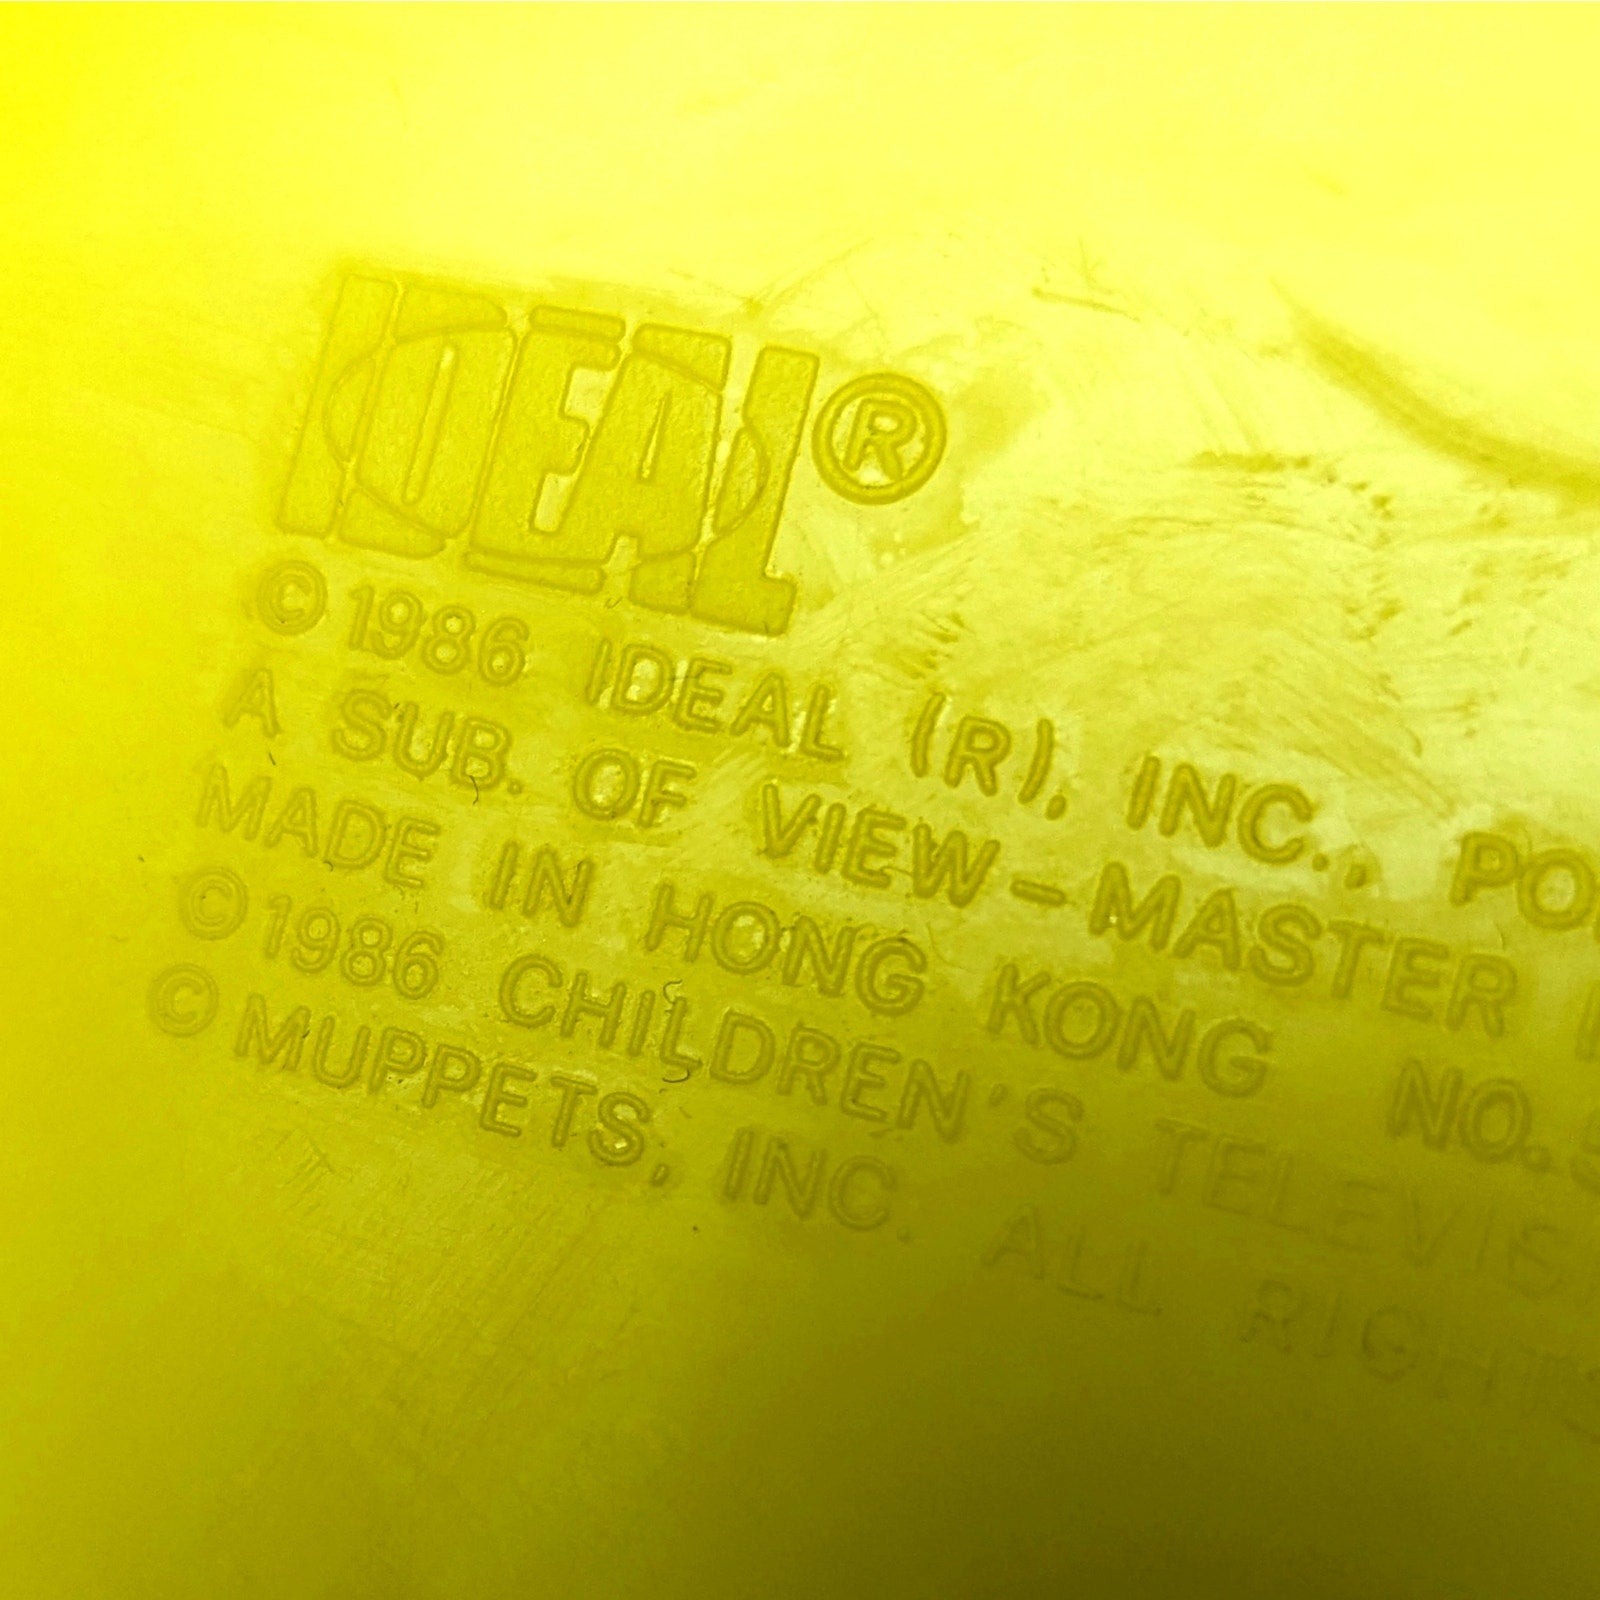 IDEAL®
© 1986 IDEAL (R), INC., PO
A SUB. OF VIEW-MASTER
MADE IN HONG KONG NO.
© 1986 CHILDREN'S TELEVIS
© MUPPETS, INC. ALL RIGHTS